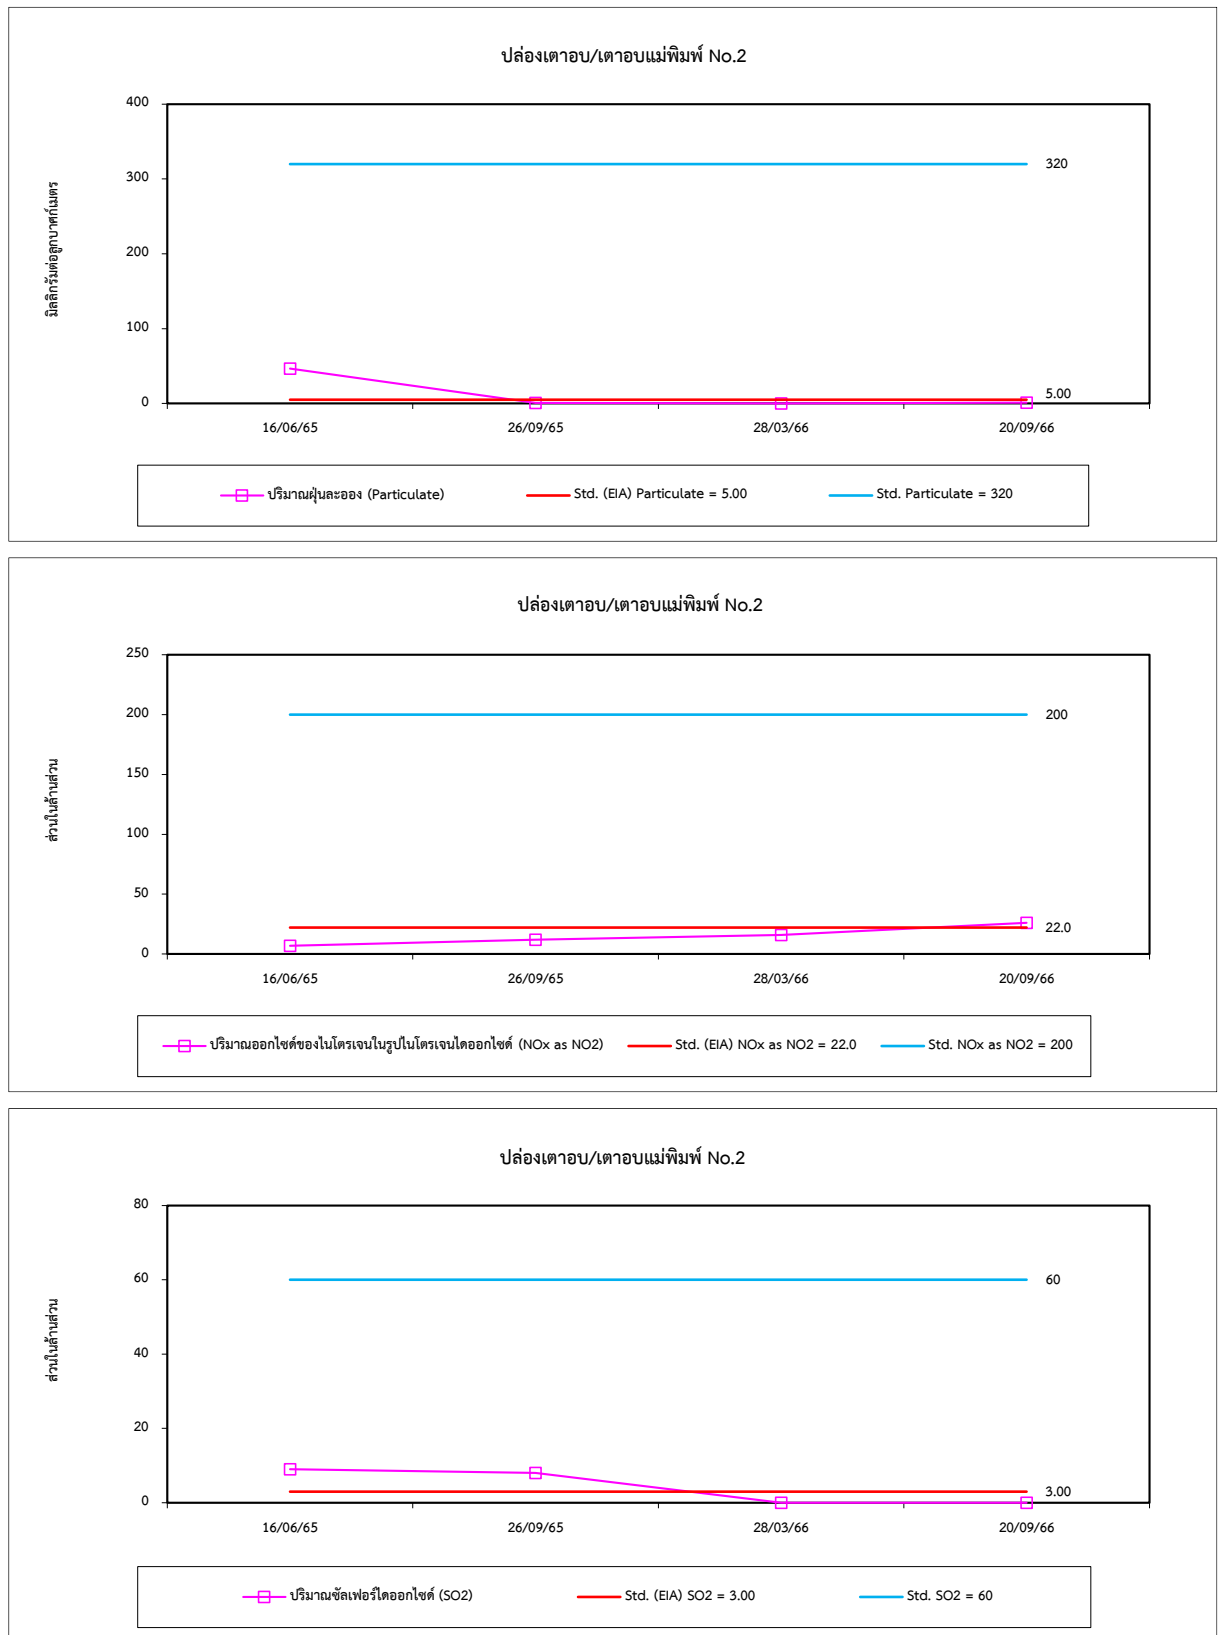 ปล่องเตาอบ/เตาอบแม่พิมพ์ No.2
มิลลิกรัมต่อลูกบาศก์เมตร
400
300
200
100
0
320
5.00
16/06/65 26/09/65 28/03/66 20/09/66
ปริมาณฝุ่นละออง (Particulate) Std. (EIA) Particulate = 5.00 Std. Particulate = 320
ปล่องเตาอบ/เตาอบแม่พิมพ์ No.2
ส่วนในล้านส่วน
250
200
150
100
50
0
200
22.0
16/06/65 26/09/65 28/03/66 20/09/66
ปริมาณออกไซด์ของไนโตรเจนในรูปไนโตรเจนไดออกไซด์ (NOx as NO2) Std. (EIA) NOx as NO2 = 22.0 Std. NOx as NO2 = 200
ปล่องเตาอบ/เตาอบแม่พิมพ์ No.2
ส่วนในล้านส่วน
80
60
40
20
0
60
3.00
16/06/65 26/09/65 28/03/66 20/09/66
ปริมาณซัลเฟอร์ไดออกไซด์ (SO2) Std. (EIA) SO2 = 3.00 Std. SO2 = 60